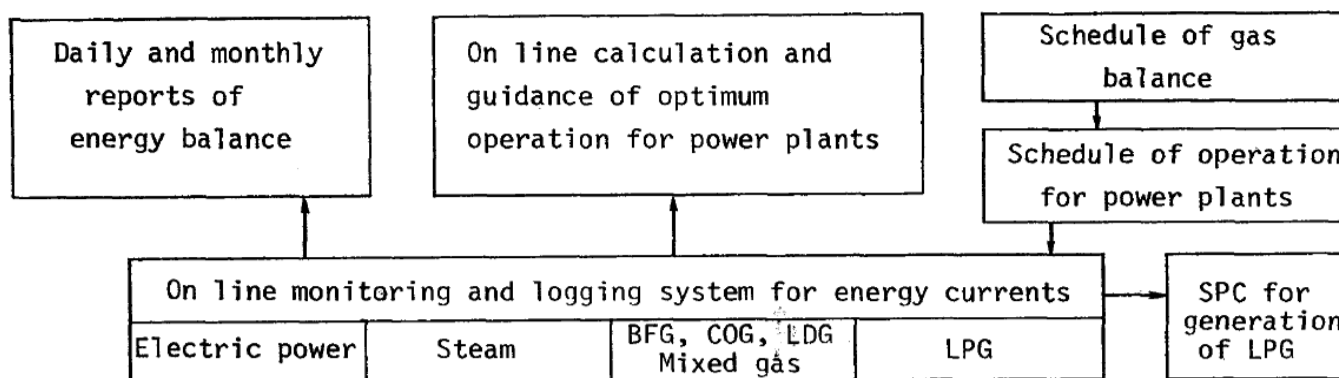 Daily and monthly
reports of
energy balance
On line calculation and
guidance of optimum
operation for power plants
Schedule of gas
balance
Schedule of operation
for power plants
On line monitoring and logging system for energy currents
Electric power
Steam
BFG, COG, LDG
Mixed gas
LPG
SPC for
generation
of LPG